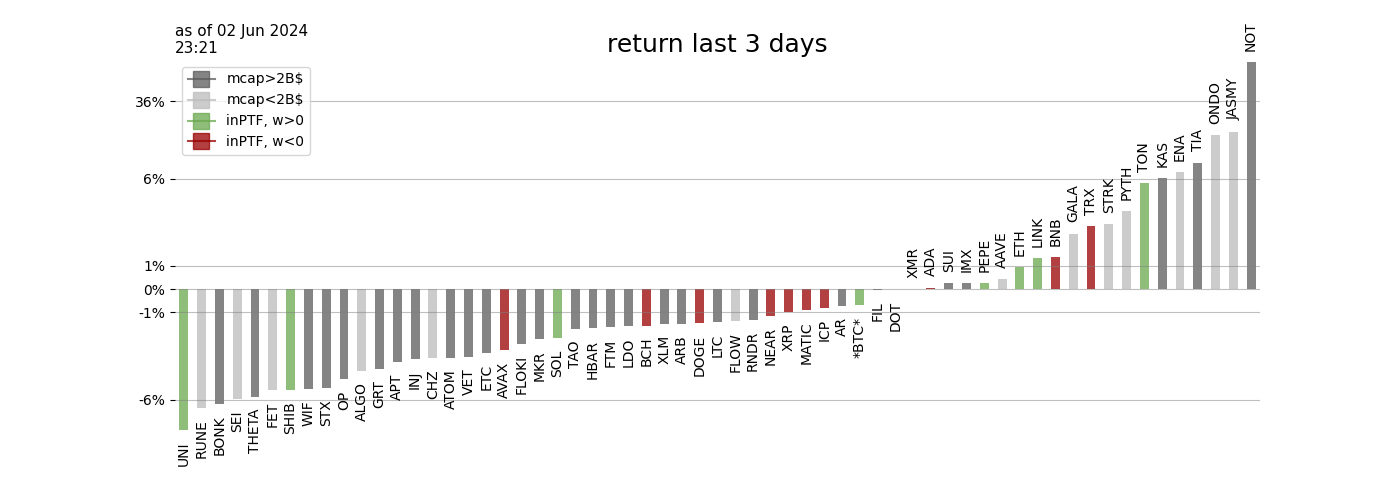 as of 02 Jun 2024
23:21
return last 3 days
mcap>2B$
mcap<2B$
inPTF, w>0
inPTF, w<0
36%
6%
1%
0%
-1%
-6%
UNI
RUNE
BONK
SEI
THETA
FET
SHIB
WIF
STX
OP
ALGO
GRT
APT
INJ
CHZ
ATOM
VET
ETC
AVAX
FLOKI
MKR
SOL
TAO
HBAR
FTM
LDO
BCH
XLM
ARB
DOGE
LTC
FLOW
RNDR
NEAR
XRP
MATIC
ICP
AR
*BTC*
FIL
DOT
XMR
ADA
SUI
IMX
PEPE
AAVE
ETH
LINK
BNB
GALA
TRX
STRK
PYTH
TON
KAS
ENA
TIA
ONDO
JASMY
NOT